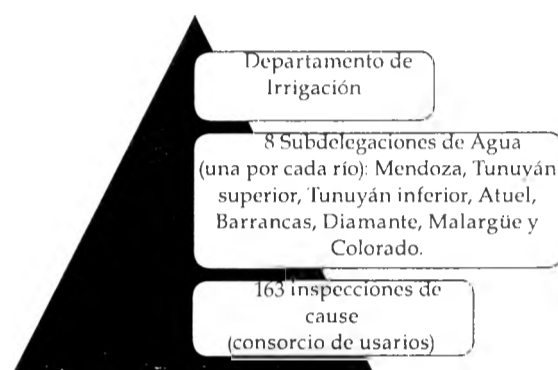 Departamento de
Irrigación
8 Subdelegaciones de Agua
(una por cada río): Mendoza, Tunuyán
superior, Tunuyán inferior, Atuel,
Barrancas, Diamante, Malargüe y
Colorado.
163 inspecciones de
cause
(consorcio de usarios)